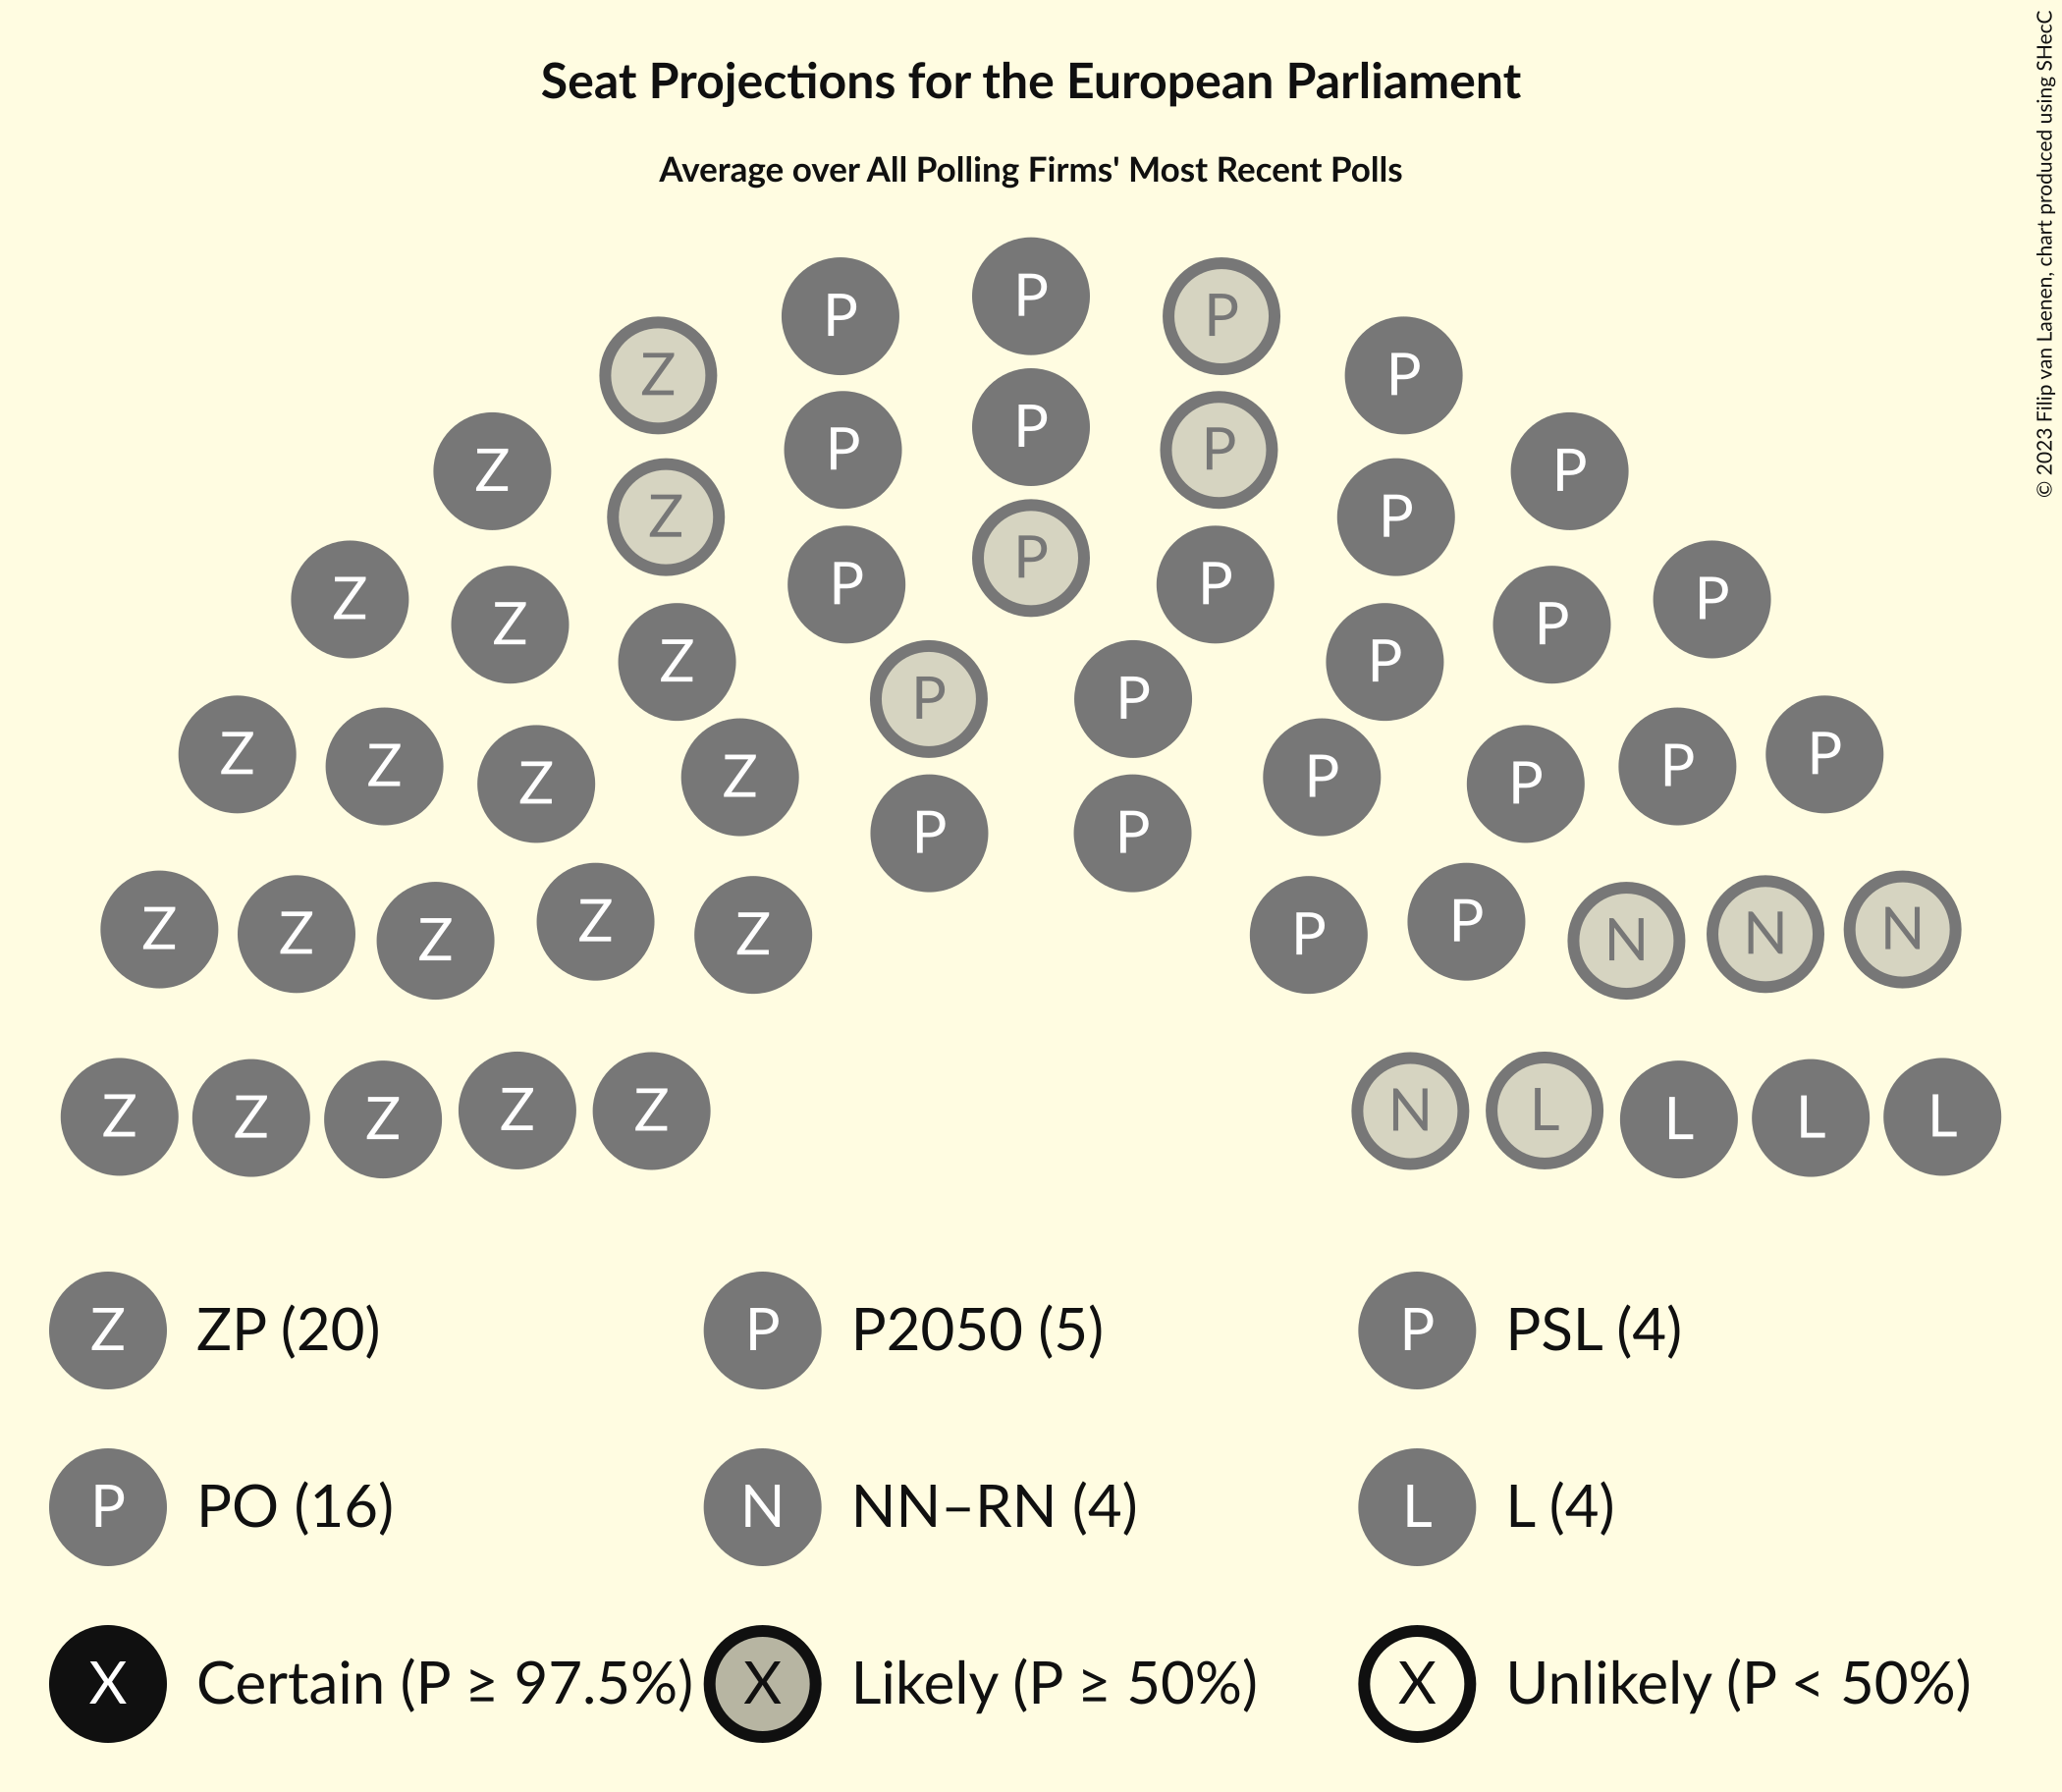 Seat Projections for the European Parliament
Average over All Polling Firms' Most Recent Polls
© 2023 Filip van Laenen, chart produced using SHecC
P P P
Z P
P P P
Z P
Z P
P P P
Z P
Z P
Z P
P P
Z Z Z Z P P P P
P P
Z Z Z Z Z P P N N N
Z Z Z Z Z N L L L L
Z ZP (20) P P2050 (5) P PSL (4)
P PO (16) N NN–RN (4) L L (4)
X Certain (P ≥ 97.5%) X Likely (P ≥ 50%) X Unlikely (P < 50%)